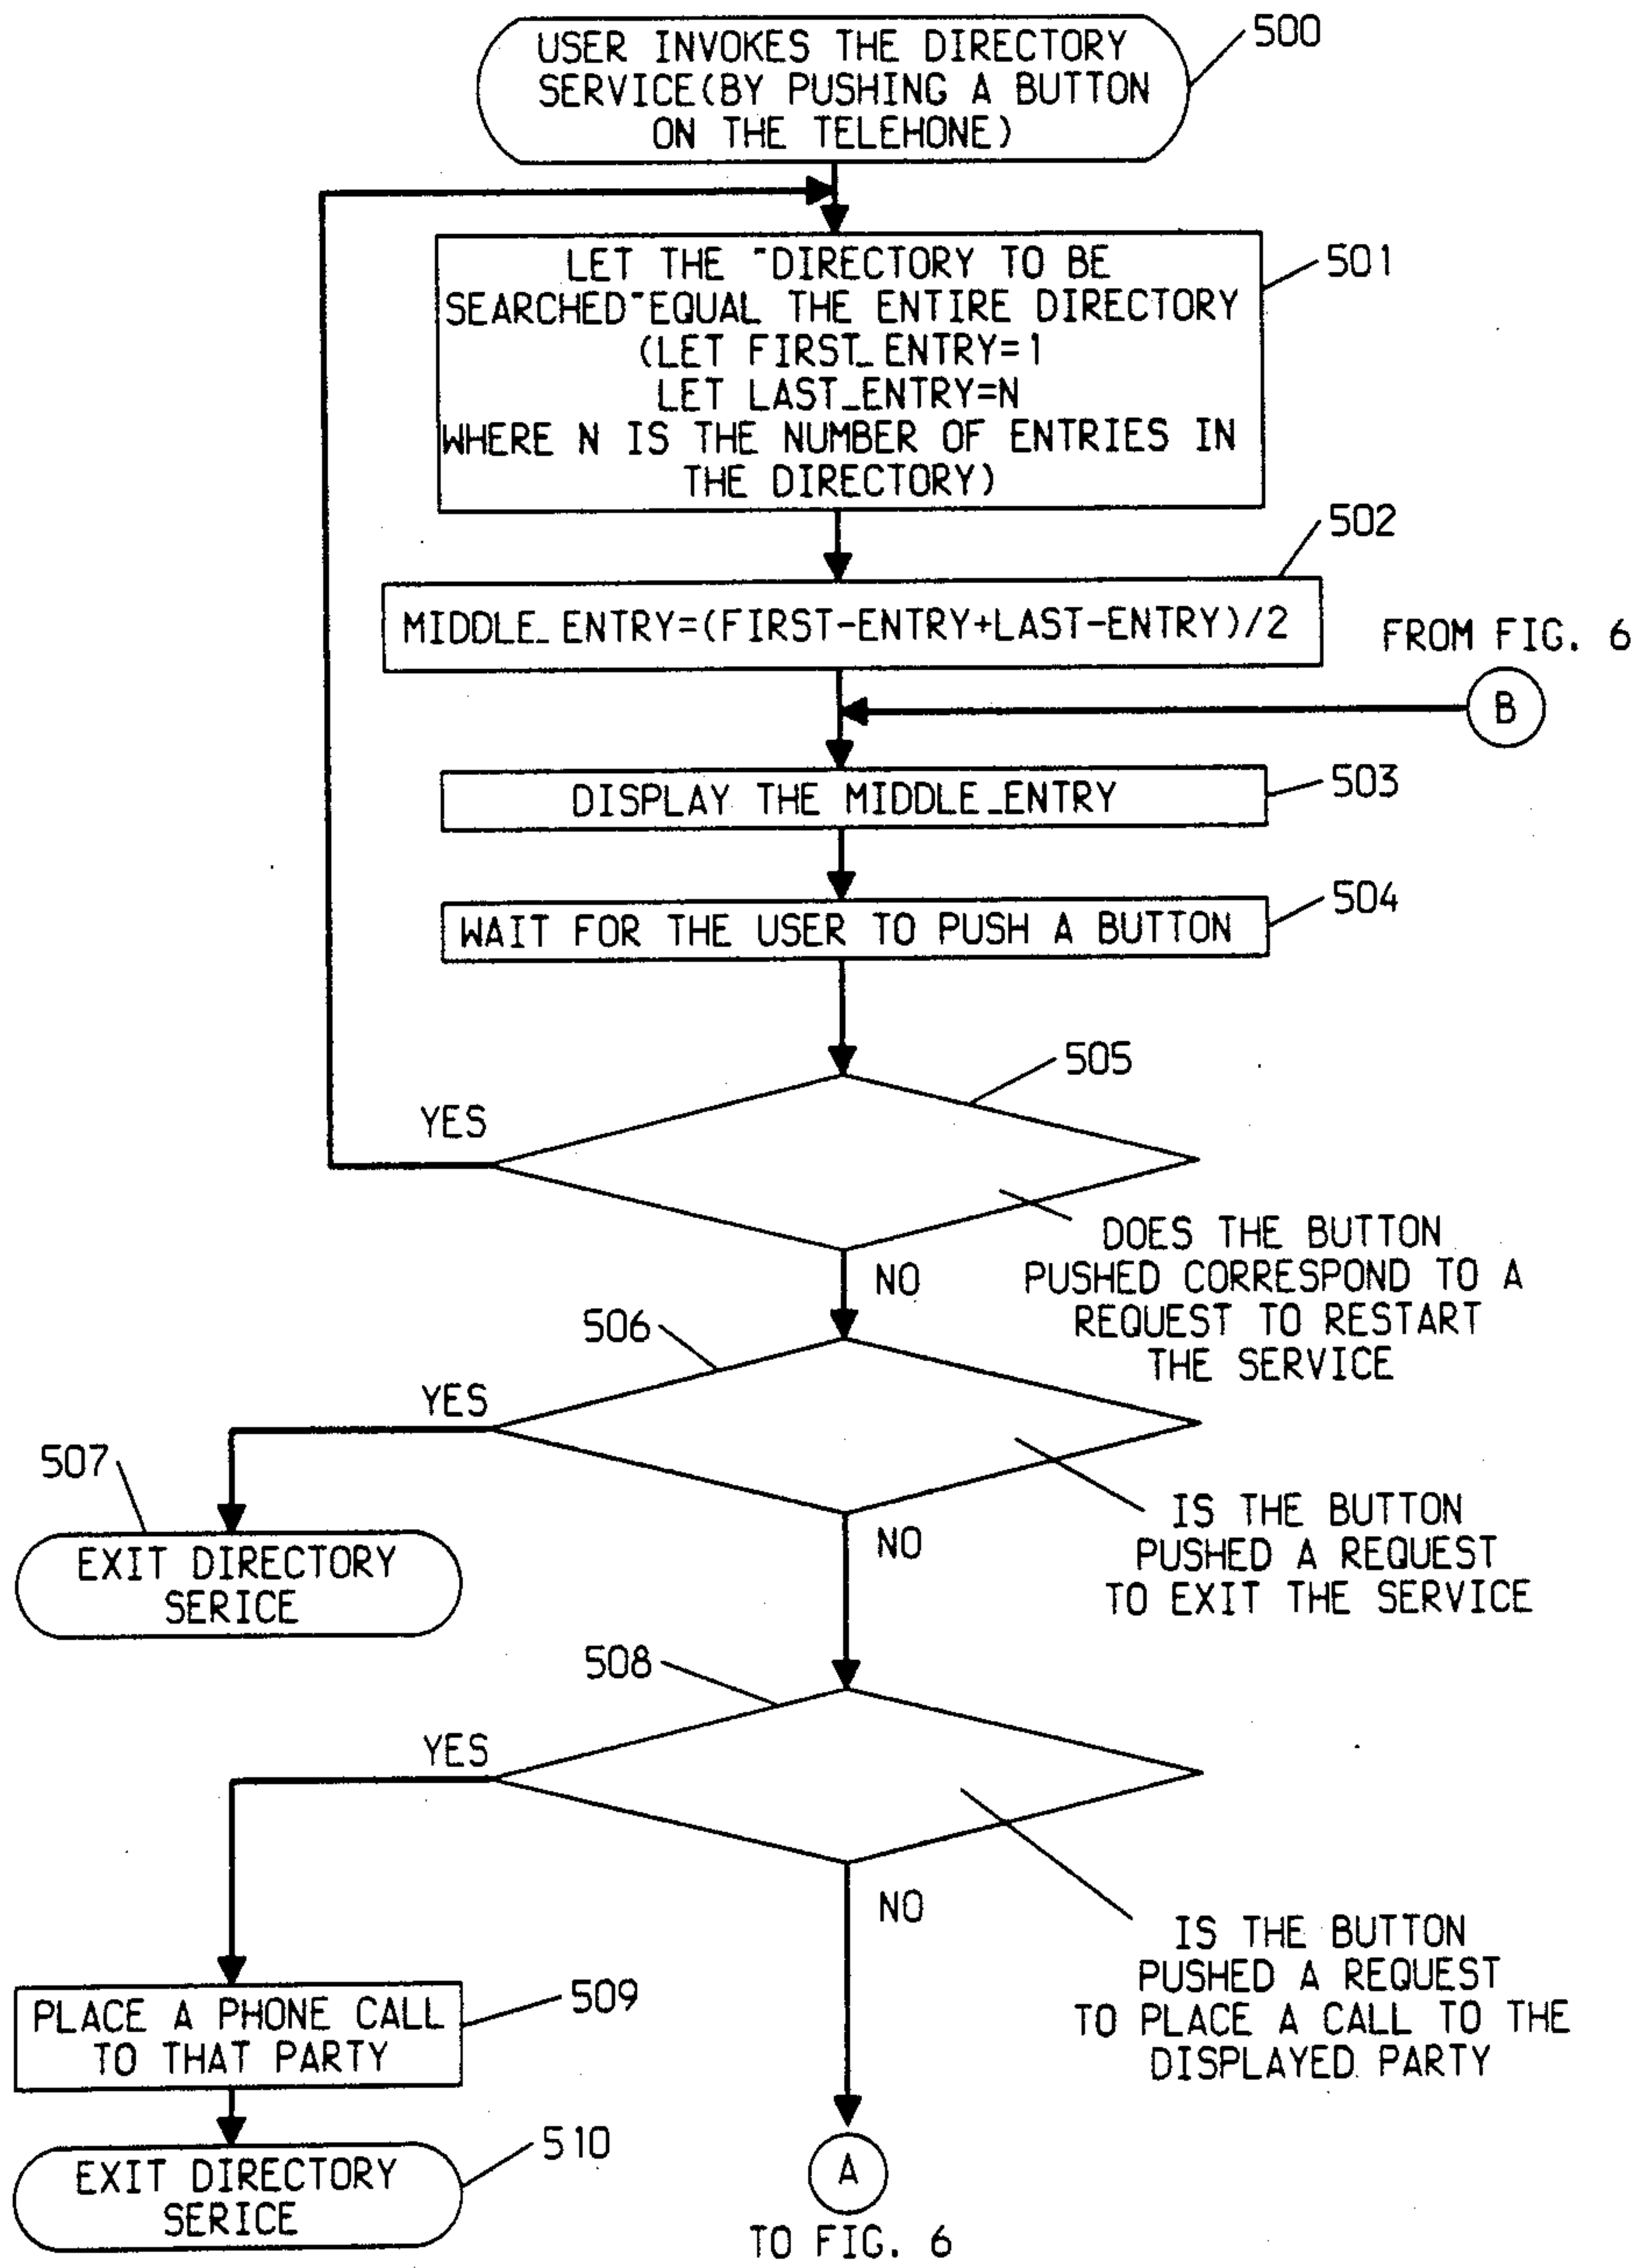 USER INVOKES THE DIRECTORY
SERVICE(BY PUSHING A BUTTON
ON THE TELEHONE)
500
LET THE "DIRECTORY TO BE
SEARCHED"EQUAL THE ENTIRE DIRECTORY
(LET FIRST_ENTRY=1
LET LAST_ENTRY=N
WHERE N IS THE NUMBER OF ENTRIES IN
THE DIRECTORY)
501
502
MIDDLE_ENTRY=(FIRST-ENTRY+LAST-ENTRY)/2
FROM FIG. 6
B
DISPLAY THE MIDDLE_ENTRY
503
WAIT FOR THE USER TO PUSH A BUTTON
504
505
YES
DOES THE BUTTON
PUSHED CORRESPOND TO A
REQUEST TO RESTART
THE SERVICE
NO
506
YES
IS THE BUTTON
PUSHED A REQUEST
TO EXIT THE SERVICE
NO
507
EXIT DIRECTORY
SERICE
508
YES
IS THE BUTTON
PUSHED A REQUEST
TO PLACE A CALL TO THE
DISPLAYED PARTY
NO
PLACE A PHONE CALL
TO THAT PARTY
509
EXIT DIRECTORY
SERICE
510
A
TO FIG. 6